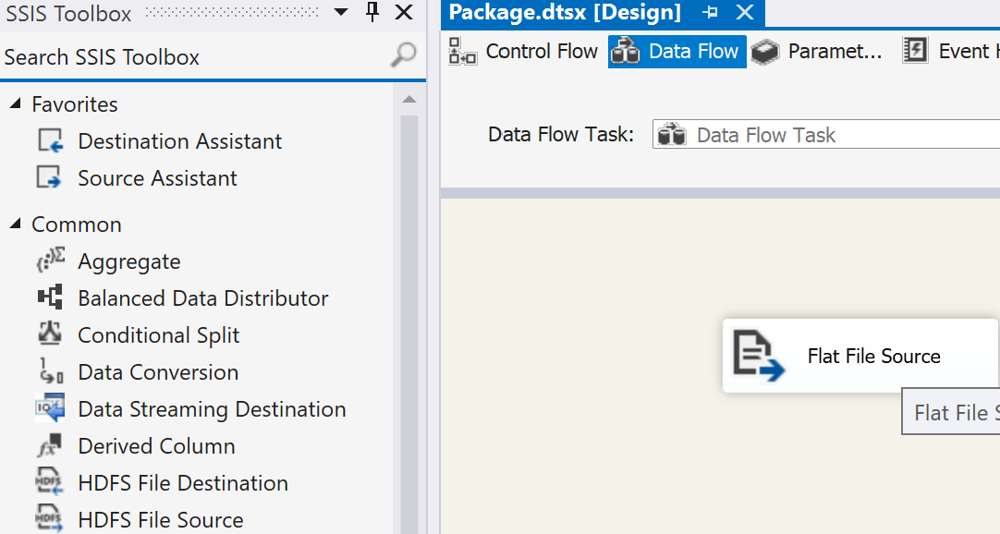 SSIS Toolbox
Search SSIS Toolbox
Favorites
Destination Assistant
Source Assistant
Common
Aggregate
Balanced Data Distributor
Conditional Split
Data Conversion
Data Streaming Destination
Derived Column
HDFS File Destination
HDFS File Source
Package.dtsx [Design]
Control Flow
Data Flow
Paramet...
Event
Data Flow Task:
Data Flow Task
Flat File Source
Flat File